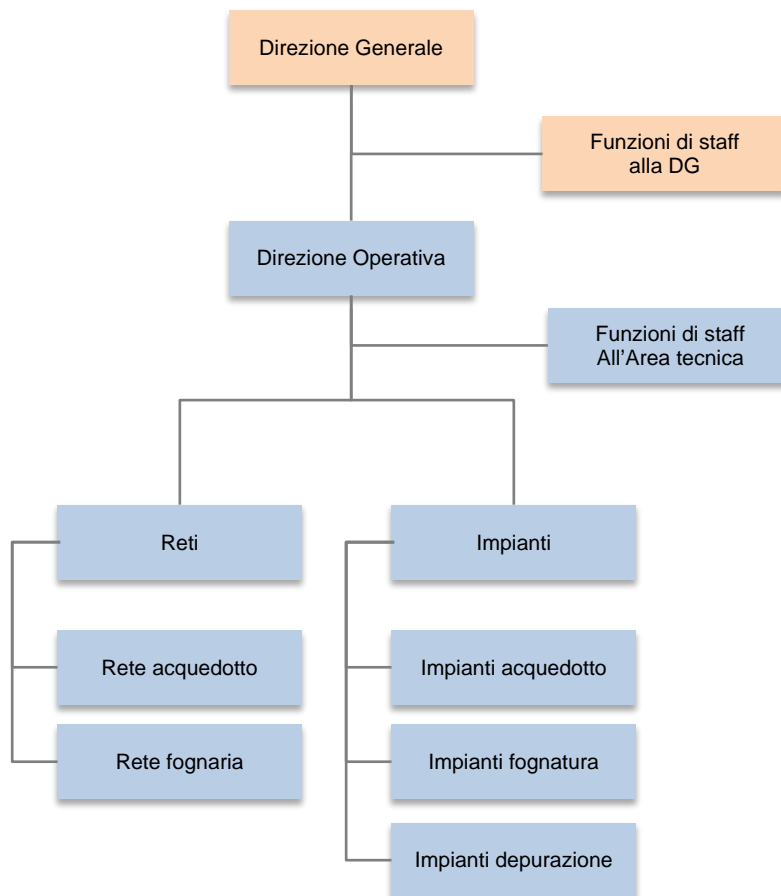 Direzione Generale
Funzioni di staff
alla DG
Direzione Operativa
Funzioni di staff
All’Area tecnica
Reti
Impianti
Rete acquedotto
Impianti acquedotto
Rete fognaria
Impianti fognatura
Impianti depurazione